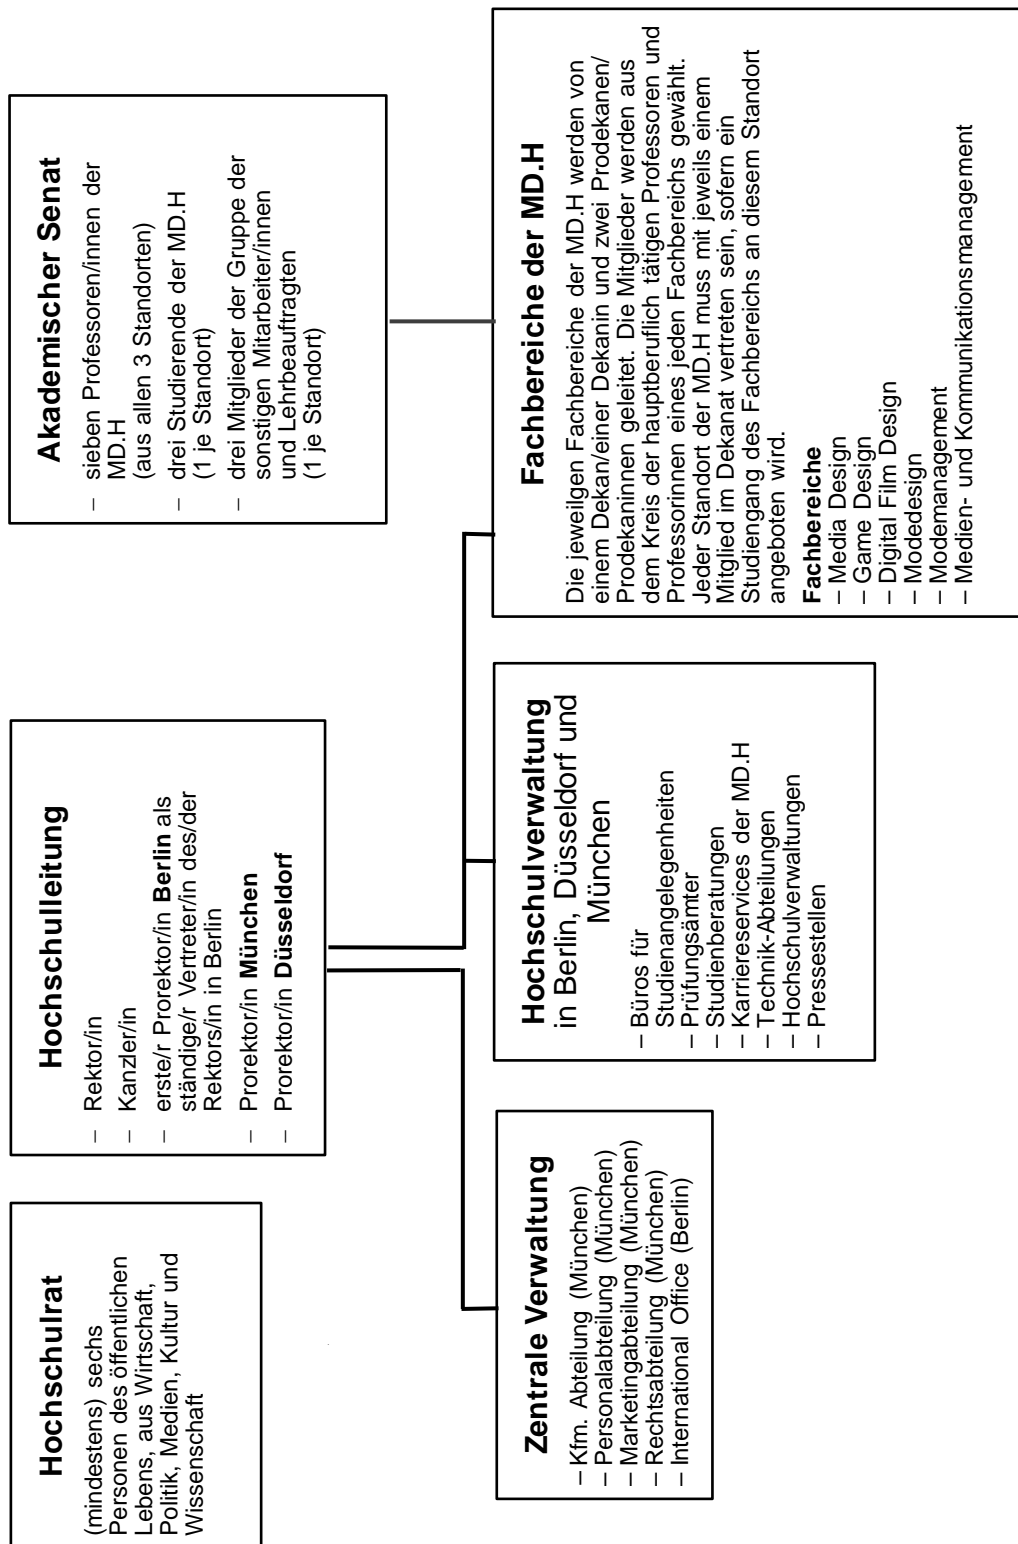 Hochschulrat
(mindestens) sechs
Personen des öffentlichen
Lebens, aus Wirtschaft,
Politik, Medien, Kultur und
Wissenschaft
Hochschulleitung
– Rektor/in
– Kanzler/in
– erste/r Prorektor/in Berlin als
ständige/r Vertreter/in des/der
Rektors/in in Berlin
– Prorektor/in München
– Prorektor/in Düsseldorf
Akademischer Senat
– sieben Professoren/innen der
MD.H
(aus allen 3 Standorten)
– drei Studierende der MD.H
(1 je Standort)
– drei Mitglieder der Gruppe der
sonstigen Mitarbeiter/innen
und Lehrbeauftragten
(1 je Standort)
Zentrale Verwaltung
– Kfm. Abteilung (München)
– Personalabteilung (München)
– Marketingabteilung (München)
– Rechtsabteilung (München)
– International Office (Berlin)
Hochschulverwaltung
in Berlin, Düsseldorf und
München
– Büros für
Studienangelegenheiten
– Prüfungsämter
– Studienberatungen
– Karriereservices der MD.H
– Technik-Abteilungen
– Hochschulverwaltungen
– Pressestellen
Fachbereiche der MD.H
Die jeweilgen Fachbereiche der MD.H werden von
einem Dekan/einer Dekanin und zwei Prodekanen/
Prodekaninnen geleitet. Die Mitglieder werden aus
dem Kreis der hauptberuflich tätigen Professoren und
Professorinnen eines jeden Fachbereichs gewählt.
Jeder Standort der MD.H muss mit jeweils einem
Mitglied im Dekanat vertreten sein, sofern ein
Studiengang des Fachbereichs an diesem Standort
angeboten wird.
Fachbereiche
– Media Design
– Game Design
– Digital Film Design
– Modedesign
– Modemanagement
– Medien- und Kommunikationsmanagement